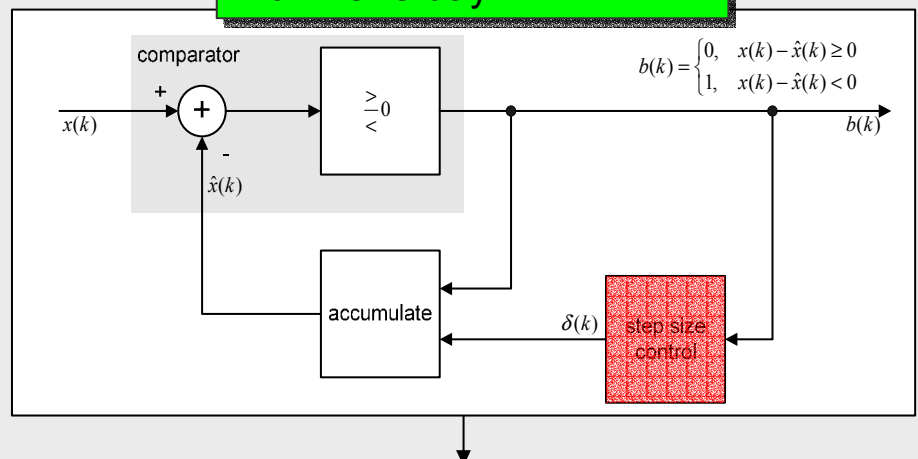 comparator
b(k) = {0, x(k) − x̂(k) ≥ 0
1, x(k) − x̂(k) < 0
+
+
≥
< 0
x(k)
b(k)
-
x̂(k)
accumulate
δ(k)
step size
control